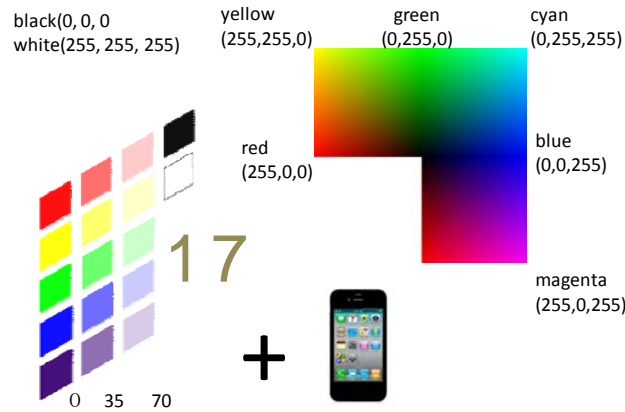 black(0, 0, 0
white(255, 255, 255)
yellow
(255,255,0)
green
(0,255,0)
cyan
(0,255,255)
red
(255,0,0)
blue
(0,0,255)
17
magenta
(255,0,255)
+
0 35 70